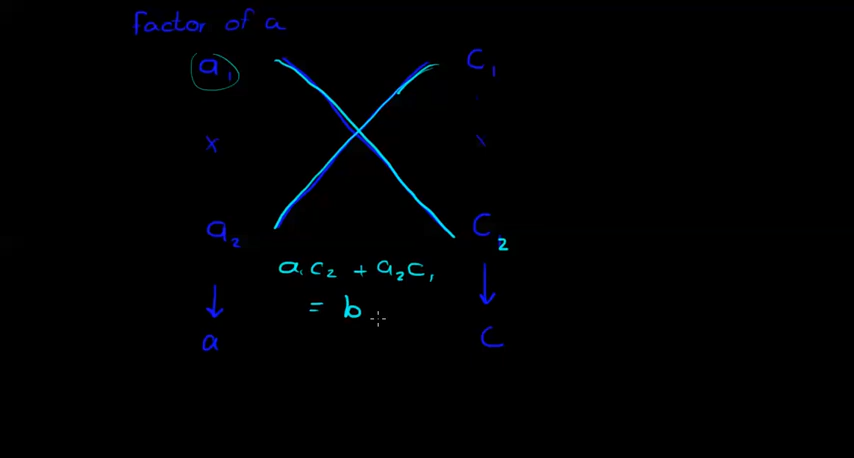 factor of a
a₁ c₁
x x
a₂ c₂
a₁c₂ + a₂c₁
= b
a c